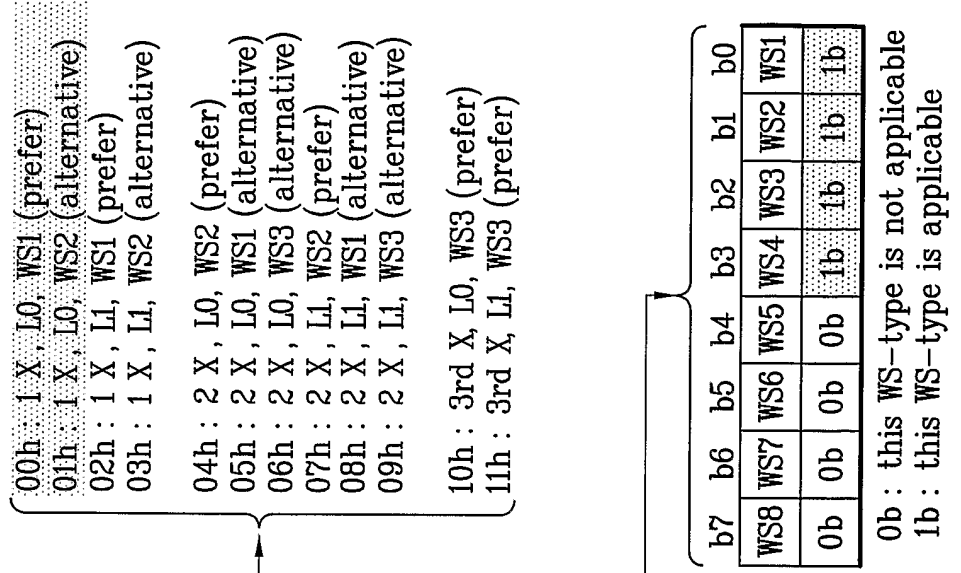 00h : 1 X , L0, WS1 (prefer)
01h : 1 X , L0, WS2 (alternative)
02h : 1 X , L1, WS1 (prefer)
03h : 1 X , L1, WS2 (alternative)
04h : 2 X , L0, WS2 (prefer)
05h : 2 X , L0, WS1 (alternative)
06h : 2 X , L0, WS3 (alternative)
07h : 2 X , L1, WS2 (prefer)
08h : 2 X , L1, WS1 (alternative)
09h : 2 X , L1, WS3 (alternative)
10h : 3rd X, L0, WS3 (prefer)
11h : 3rd X, L1, WS3 (prefer)
b7 b6 b5 b4 b3 b2 b1 b0
WS8 WS7 WS6 WS5 WS4 WS3 WS2 WS1
0b 0b 0b 0b 1b 1b 1b 1b
0b : this WS-type is not applicable
1b : this WS-type is applicable